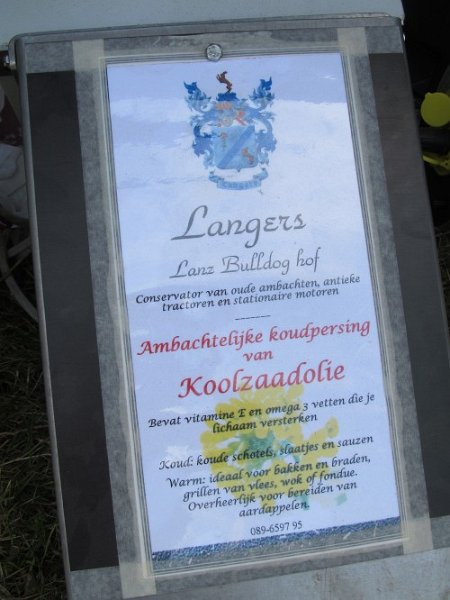 Langers
Lanz Bulldog hof
Conservator van oude ambachten, antieke
tractoren en stationaire motoren
Ambachtelijke koudpersing
van
Koolzaadolie
Bevat vitamine E en omega 3 vetten die je
lichaam versterken
Koud: koude schotels, slaatjes en sauzen
Warm: ideaal voor bakken en braden,
grillen van vlees, wok of fondue.
Overheerlijk voor bereiden van
aardappelen.
089-6597 95